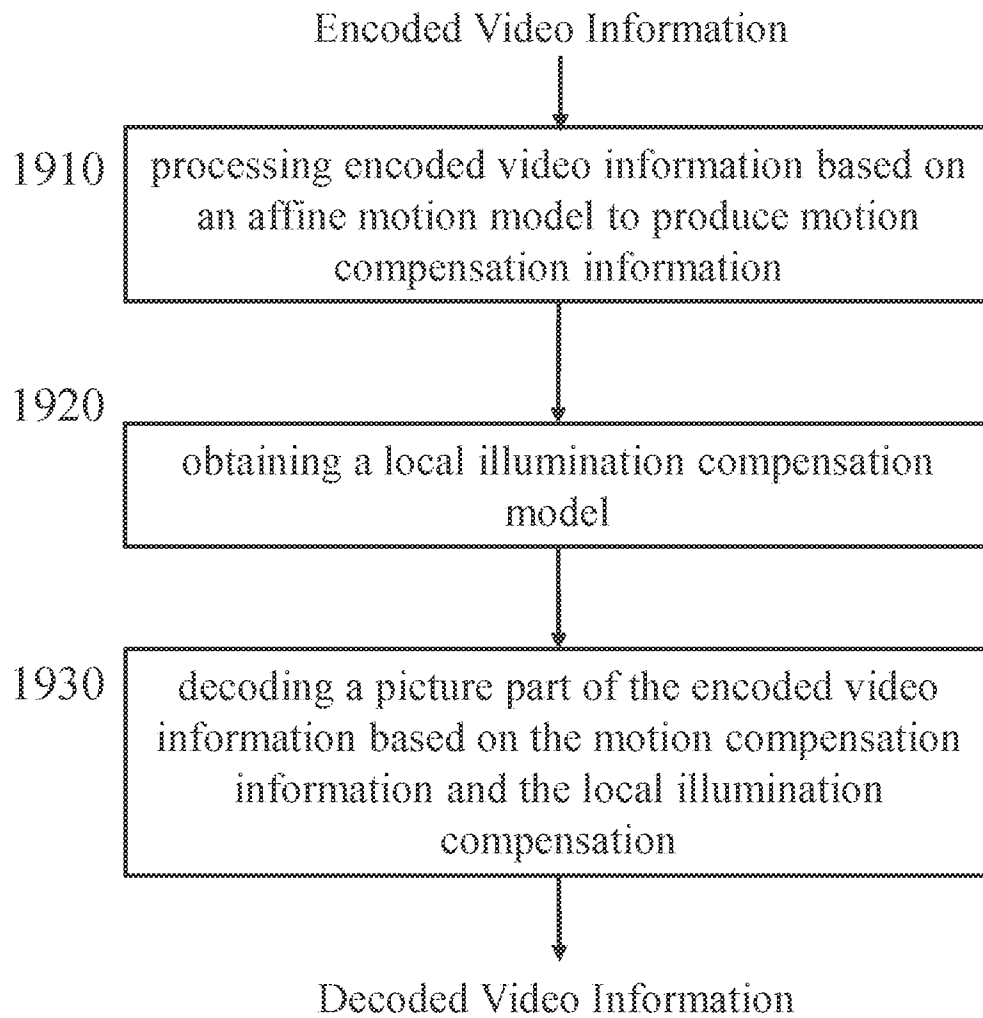 Encoded Video Information
1910
processing encoded video information based on
an affine motion model to produce motion
compensation information
1920
obtaining a local illumination compensation
model
1930
decoding a picture part of the encoded video
information based on the motion compensation
information and the local illumination
compensation
Decoded Video Information